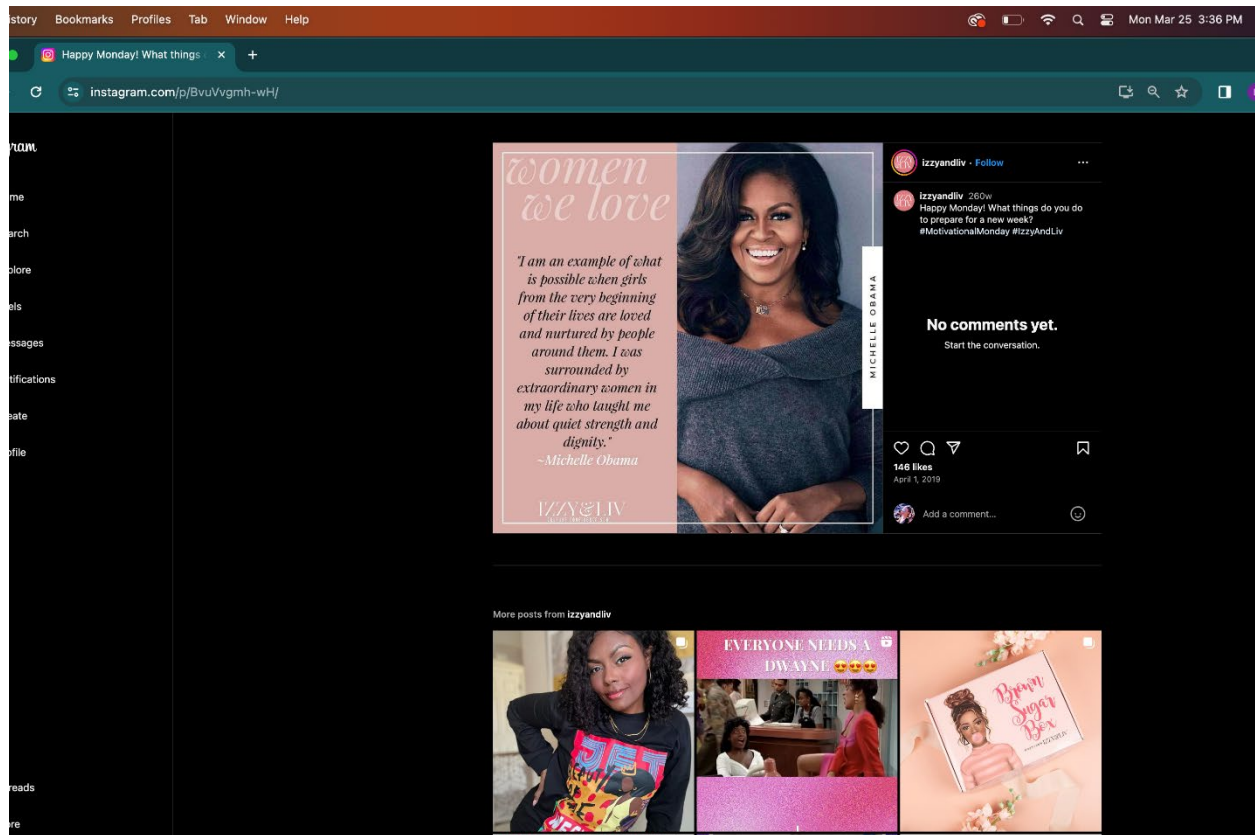 istory Bookmarks Profiles Tab Window Help Mon Mar 25 3:36 PM
Happy Monday! What things
instagram.com/p/BvuVvgmh-wH/
ram
me
arch
plore
els
essages
tifications
eate
ofile
reads
ore
women
we love
"I am an example of what
is possible when girls
from the very beginning
of their lives are loved
and nurtured by people
around them. I was
surrounded by
extraordinary women in
my life who taught me
about quiet strength and
dignity."
~Michelle Obama
IZZY&LIV
MICHELLE OBAMA
izzyandliv • Follow
izzyandliv 260w
Happy Monday! What things do you do
to prepare for a new week?
#MotivationalMonday #IzzyAndLiv
No comments yet.
Start the conversation.
146 likes
April 1, 2019
Add a comment...
More posts from izzyandliv
JET
EVERYONE NEEDS A
DWAYNE 😍😍😍
Brown
Sugar
Box
IZZY&LIV